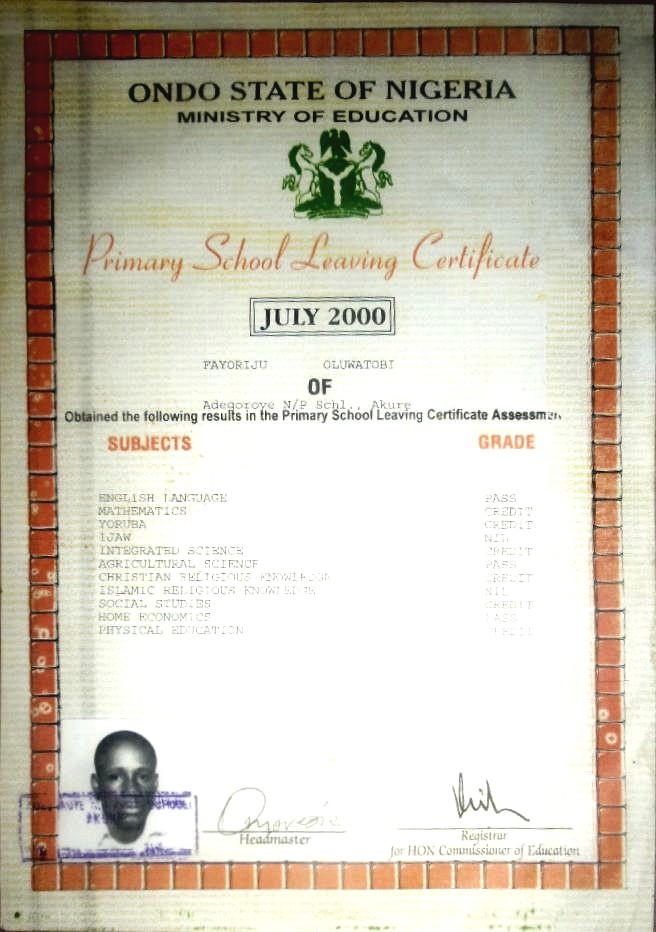 ONDO STATE OF NIGERIA
MINISTRY OF EDUCATION
Primary School Leaving Certificate
JULY 2000
FAYORIJU OLUWATOBI
OF
Adegoroye N/P Schl., Akure
Obtained the following results in the Primary School Leaving Certificate Assessmen
SUBJECTS GRADE
ENGLISH LANGUAGE PASS
MATHEMATICS CREDIT
YORUBA CREDIT
IJAW NIL
INTEGRATED SCIENCE CREDIT
AGRICULTURAL SCIENCE PASS
CHRISTIAN RELIGIOUS KNOWLEDGE CREDIT
ISLAMIC RELIGIOUS KNOWLEDGE NIL
SOCIAL STUDIES CREDIT
HOME ECONOMICS PASS
PHYSICAL EDUCATION CREDIT
Headmaster
Registrar
for HON Commissioner of Education